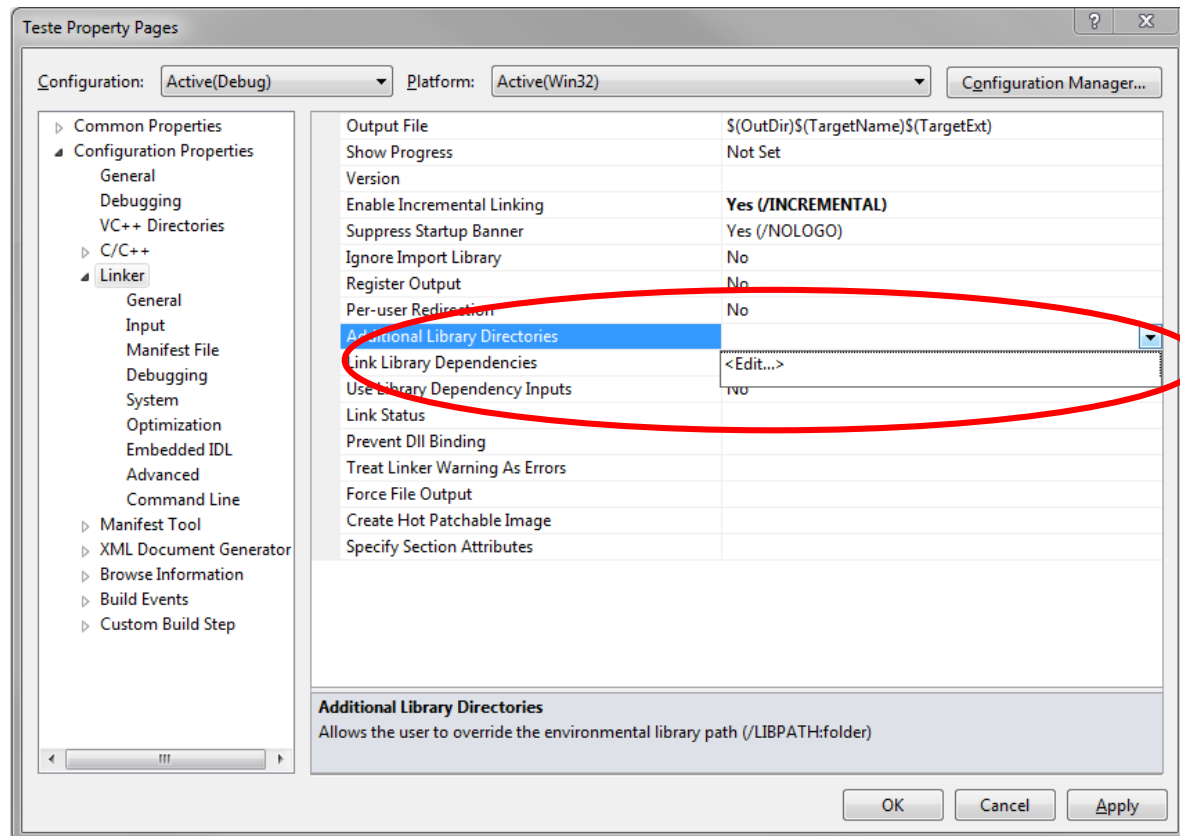 Teste Property Pages
Configuration: Active(Debug) Platform: Active(Win32) Configuration Manager...
Common Properties
Configuration Properties
General
Debugging
VC++ Directories
C/C++
Linker
General
Input
Manifest File
Debugging
System
Optimization
Embedded IDL
Advanced
Command Line
Manifest Tool
XML Document Generator
Browse Information
Build Events
Custom Build Step
Output File $(OutDir)$(TargetName)$(TargetExt)
Show Progress Not Set
Version
Enable Incremental Linking Yes (/INCREMENTAL)
Suppress Startup Banner Yes (/NOLOGO)
Ignore Import Library No
Register Output No
Per-user Redirection No
Additional Library Directories
Link Library Dependencies <Edit...>
Use Library Dependency Inputs No
Link Status
Prevent Dll Binding
Treat Linker Warning As Errors
Force File Output
Create Hot Patchable Image
Specify Section Attributes
Additional Library Directories
Allows the user to override the environmental library path (/LIBPATH:folder)
OK Cancel Apply